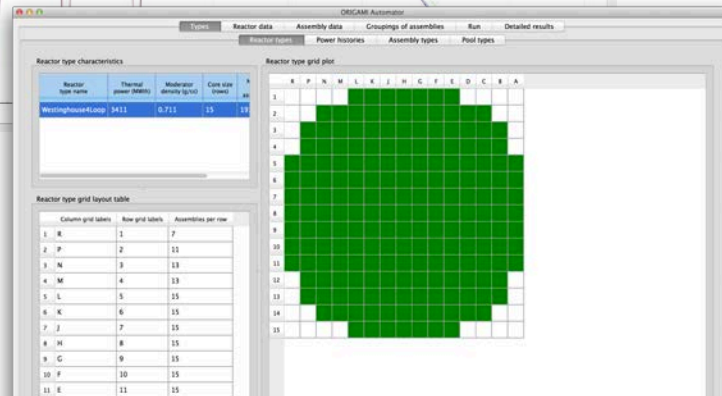 ORIGAMI Automator
Types Reactor data Assembly data Groupings of assemblies Run Detailed results
Reactor types Power histories Assembly types Pool types
Reactor type characteristics
Reactor type name Thermal power (MWth) Moderator density (g/cc) Core size (rows)
Westinghouse4Loop 3411 0.711 15 19
Reactor type grid plot
R P N M L K J H G F E D C B A
1
2
3
4
5
6
7
8
9
10
11
12
13
14
15
Reactor type grid layout table
Column grid labels Row grid labels Assemblies per row
1 R 1 7
2 P 2 11
3 N 3 13
4 M 4 13
5 L 5 15
6 K 6 15
7 J 7 15
8 H 8 15
9 G 9 15
10 F 10 15
11 E 11 15